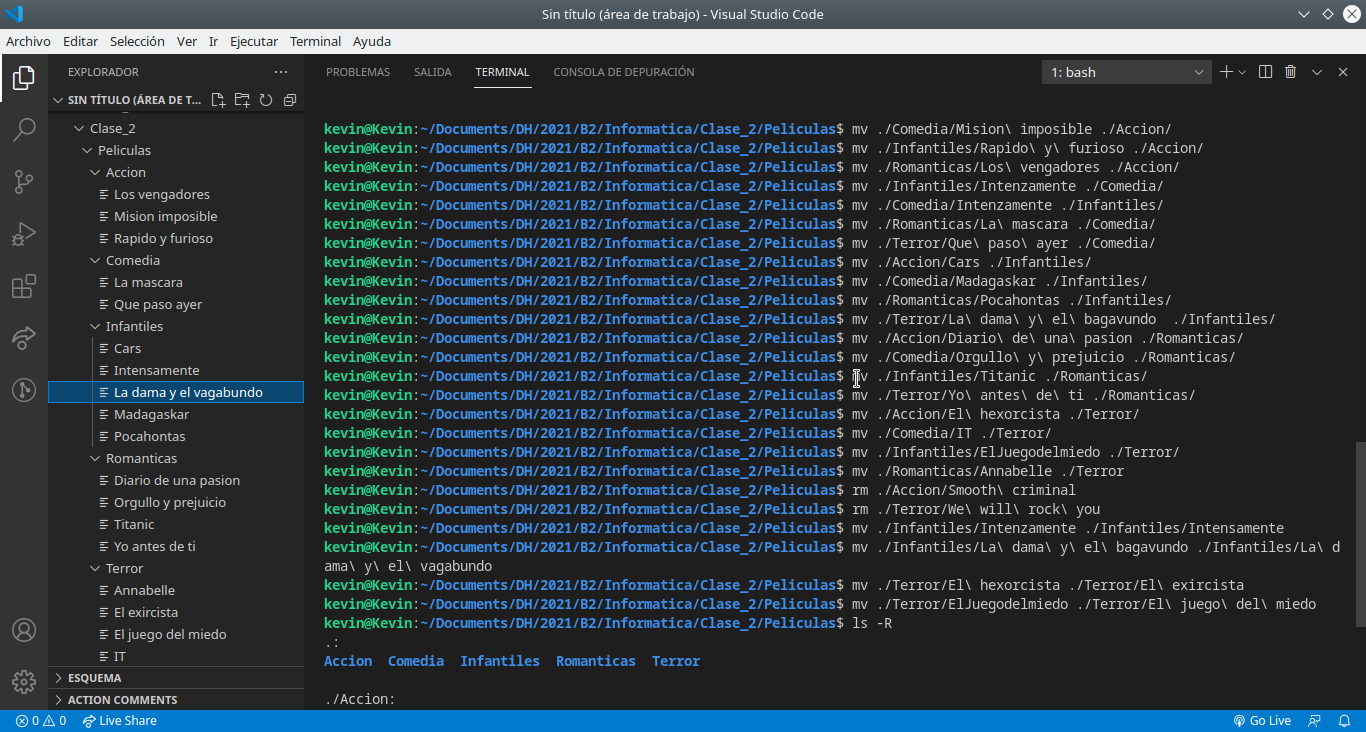 Sin título (área de trabajo) - Visual Studio Code
Archivo Editar Selección Ver Ir Ejecutar Terminal Ayuda
EXPLORADOR
SIN TÍTULO (ÁREA DE T...
Clase_2
Peliculas
Accion
Los vengadores
Mision imposible
Rapido y furioso
Comedia
La mascara
Que paso ayer
Infantiles
Cars
Intensamente
La dama y el vagabundo
Madagaskar
Pocahontas
Romanticas
Diario de una pasion
Orgullo y prejuicio
Titanic
Yo antes de ti
Terror
Annabelle
El exircista
El juego del miedo
IT
ESQUEMA
ACTION COMMENTS
PROBLEMAS SALIDA TERMINAL CONSOLA DE DEPURACIÓN
1: bash
kevin@Kevin:~/Documents/DH/2021/B2/Informatica/Clase_2/Peliculas$ mv ./Comedia/Mision\ imposible ./Accion/
kevin@Kevin:~/Documents/DH/2021/B2/Informatica/Clase_2/Peliculas$ mv ./Infantiles/Rapido\ y\ furioso ./Accion/
kevin@Kevin:~/Documents/DH/2021/B2/Informatica/Clase_2/Peliculas$ mv ./Romanticas/Los\ vengadores ./Accion/
kevin@Kevin:~/Documents/DH/2021/B2/Informatica/Clase_2/Peliculas$ mv ./Infantiles/Intenzamente ./Comedia/
kevin@Kevin:~/Documents/DH/2021/B2/Informatica/Clase_2/Peliculas$ mv ./Comedia/Intenzamente ./Infantiles/
kevin@Kevin:~/Documents/DH/2021/B2/Informatica/Clase_2/Peliculas$ mv ./Romanticas/La\ mascara ./Comedia/
kevin@Kevin:~/Documents/DH/2021/B2/Informatica/Clase_2/Peliculas$ mv ./Terror/Que\ paso\ ayer ./Comedia/
kevin@Kevin:~/Documents/DH/2021/B2/Informatica/Clase_2/Peliculas$ mv ./Accion/Cars ./Infantiles/
kevin@Kevin:~/Documents/DH/2021/B2/Informatica/Clase_2/Peliculas$ mv ./Comedia/Madagaskar ./Infantiles/
kevin@Kevin:~/Documents/DH/2021/B2/Informatica/Clase_2/Peliculas$ mv ./Romanticas/Pocahontas ./Infantiles/
kevin@Kevin:~/Documents/DH/2021/B2/Informatica/Clase_2/Peliculas$ mv ./Terror/La\ dama\ y\ el\ bagavundo  ./Infantiles/
kevin@Kevin:~/Documents/DH/2021/B2/Informatica/Clase_2/Peliculas$ mv ./Accion/Diario\ de\ una\ pasion ./Romanticas/
kevin@Kevin:~/Documents/DH/2021/B2/Informatica/Clase_2/Peliculas$ mv ./Comedia/Orgullo\ y\ prejuicio ./Romanticas/
kevin@Kevin:~/Documents/DH/2021/B2/Informatica/Clase_2/Peliculas$ mv ./Infantiles/Titanic ./Romanticas/
kevin@Kevin:~/Documents/DH/2021/B2/Informatica/Clase_2/Peliculas$ mv ./Terror/Yo\ antes\ de\ ti ./Romanticas/
kevin@Kevin:~/Documents/DH/2021/B2/Informatica/Clase_2/Peliculas$ mv ./Accion/El\ hexorcista ./Terror/
kevin@Kevin:~/Documents/DH/2021/B2/Informatica/Clase_2/Peliculas$ mv ./Comedia/IT ./Terror/
kevin@Kevin:~/Documents/DH/2021/B2/Informatica/Clase_2/Peliculas$ mv ./Infantiles/ElJuegodelmiedo ./Terror/
kevin@Kevin:~/Documents/DH/2021/B2/Informatica/Clase_2/Peliculas$ mv ./Romanticas/Annabelle ./Terror
kevin@Kevin:~/Documents/DH/2021/B2/Informatica/Clase_2/Peliculas$ rm ./Accion/Smooth\ criminal
kevin@Kevin:~/Documents/DH/2021/B2/Informatica/Clase_2/Peliculas$ rm ./Terror/We\ will\ rock\ you
kevin@Kevin:~/Documents/DH/2021/B2/Informatica/Clase_2/Peliculas$ mv ./Infantiles/Intenzamente ./Infantiles/Intensamente
kevin@Kevin:~/Documents/DH/2021/B2/Informatica/Clase_2/Peliculas$ mv ./Infantiles/La\ dama\ y\ el\ bagavundo ./Infantiles/La\ d
ama\ y\ el\ vagabundo
kevin@Kevin:~/Documents/DH/2021/B2/Informatica/Clase_2/Peliculas$ mv ./Terror/El\ hexorcista ./Terror/El\ exircista
kevin@Kevin:~/Documents/DH/2021/B2/Informatica/Clase_2/Peliculas$ mv ./Terror/ElJuegodelmiedo ./Terror/El\ juego\ del\ miedo
kevin@Kevin:~/Documents/DH/2021/B2/Informatica/Clase_2/Peliculas$ ls -R
.:
Accion  Comedia  Infantiles  Romanticas  Terror
./Accion:
0 0 Live Share
Go Live